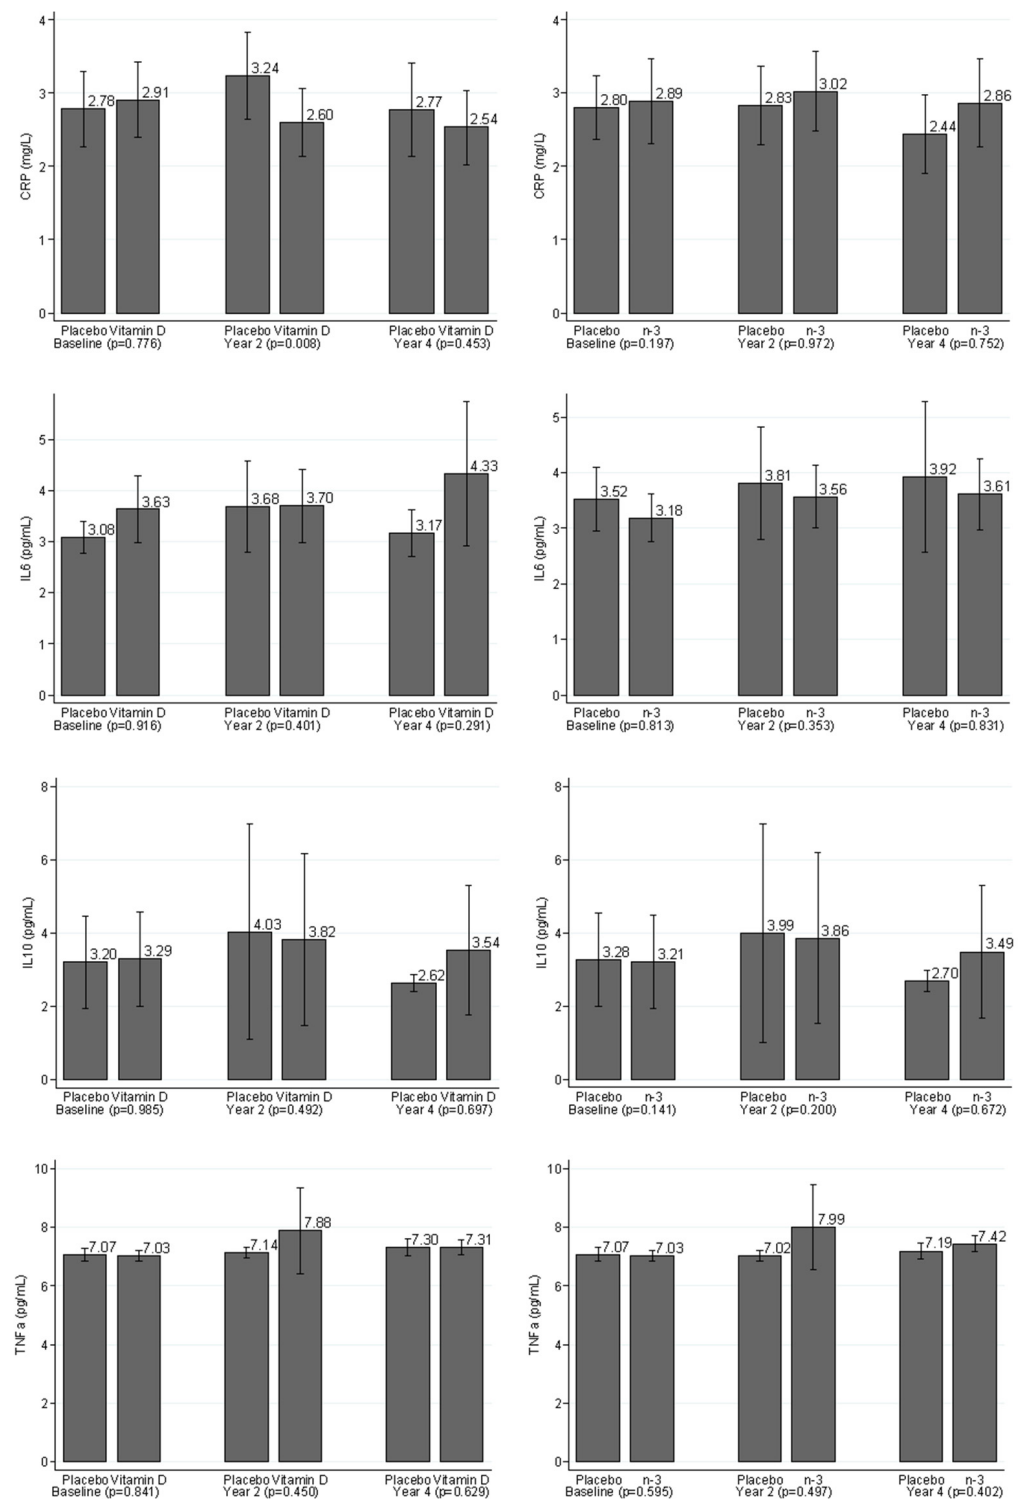 CRP (mg/L)
4
3
2
1
0
2.78
2.91
3.24
2.60
2.77
2.54
Placebo Vitamin D
Baseline (p=0.776)
Placebo Vitamin D
Year 2 (p=0.008)
Placebo Vitamin D
Year 4 (p=0.453)
CRP (mg/L)
4
3
2
1
0
2.80
2.89
2.83
3.02
2.44
2.86
Placebo n-3
Baseline (p=0.197)
Placebo n-3
Year 2 (p=0.972)
Placebo n-3
Year 4 (p=0.752)
IL6 (pg/mL)
5
4
3
2
1
0
3.08
3.63
3.68
3.70
3.17
4.33
Placebo Vitamin D
Baseline (p=0.916)
Placebo Vitamin D
Year 2 (p=0.401)
Placebo Vitamin D
Year 4 (p=0.291)
IL6 (pg/mL)
5
4
3
2
1
0
3.52
3.18
3.81
3.56
3.92
3.61
Placebo n-3
Baseline (p=0.813)
Placebo n-3
Year 2 (p=0.353)
Placebo n-3
Year 4 (p=0.831)
IL10 (pg/mL)
8
6
4
2
0
3.20
3.29
4.03
3.82
2.62
3.54
Placebo Vitamin D
Baseline (p=0.985)
Placebo Vitamin D
Year 2 (p=0.492)
Placebo Vitamin D
Year 4 (p=0.697)
IL10 (pg/mL)
8
6
4
2
0
3.28
3.21
3.99
3.86
2.70
3.49
Placebo n-3
Baseline (p=0.141)
Placebo n-3
Year 2 (p=0.200)
Placebo n-3
Year 4 (p=0.672)
TNFa (pg/mL)
10
8
6
4
2
0
7.07
7.03
7.14
7.88
7.30
7.31
Placebo Vitamin D
Baseline (p=0.841)
Placebo Vitamin D
Year 2 (p=0.450)
Placebo Vitamin D
Year 4 (p=0.629)
TNFa (pg/mL)
10
8
6
4
2
0
7.07
7.03
7.02
7.99
7.19
7.42
Placebo n-3
Baseline (p=0.595)
Placebo n-3
Year 2 (p=0.497)
Placebo n-3
Year 4 (p=0.402)